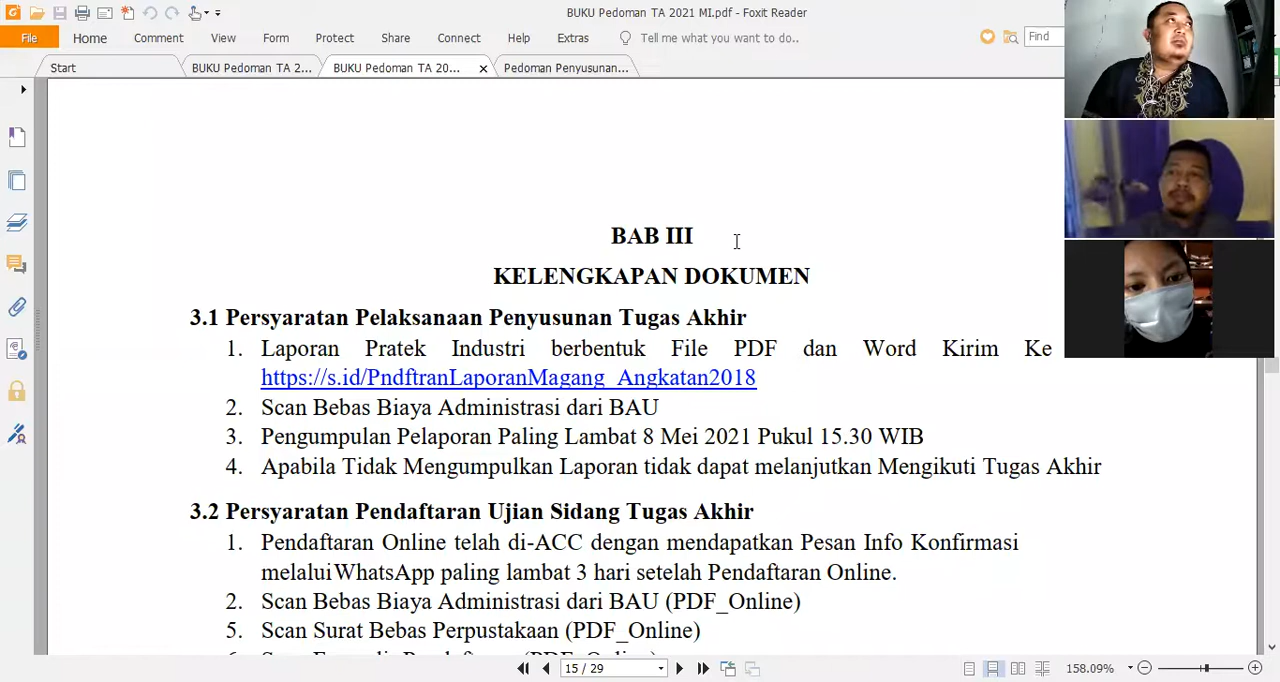 BUKU Pedoman TA 2021 MI.pdf - Foxit Reader
File Home Comment View Form Protect Share Connect Help Extras Tell me what you want to do.. Find
Start BUKU Pedoman TA 2... BUKU Pedoman TA 20... Pedoman Penyusunan...
BAB III
KELENGKAPAN DOKUMEN
3.1 Persyaratan Pelaksanaan Penyusunan Tugas Akhir
1. Laporan Pratek Industri berbentuk File PDF dan Word Kirim Ke
https://s.id/PndftranLaporanMagang_Angkatan2018
2. Scan Bebas Biaya Administrasi dari BAU
3. Pengumpulan Pelaporan Paling Lambat 8 Mei 2021 Pukul 15.30 WIB
4. Apabila Tidak Mengumpulkan Laporan tidak dapat melanjutkan Mengikuti Tugas Akhir
3.2 Persyaratan Pendaftaran Ujian Sidang Tugas Akhir
1. Pendaftaran Online telah di-ACC dengan mendapatkan Pesan Info Konfirmasi
melaluiWhatsApp paling lambat 3 hari setelah Pendaftaran Online.
2. Scan Bebas Biaya Administrasi dari BAU (PDF_Online)
5. Scan Surat Bebas Perpustakaan (PDF_Online)
15 / 29 158.09%